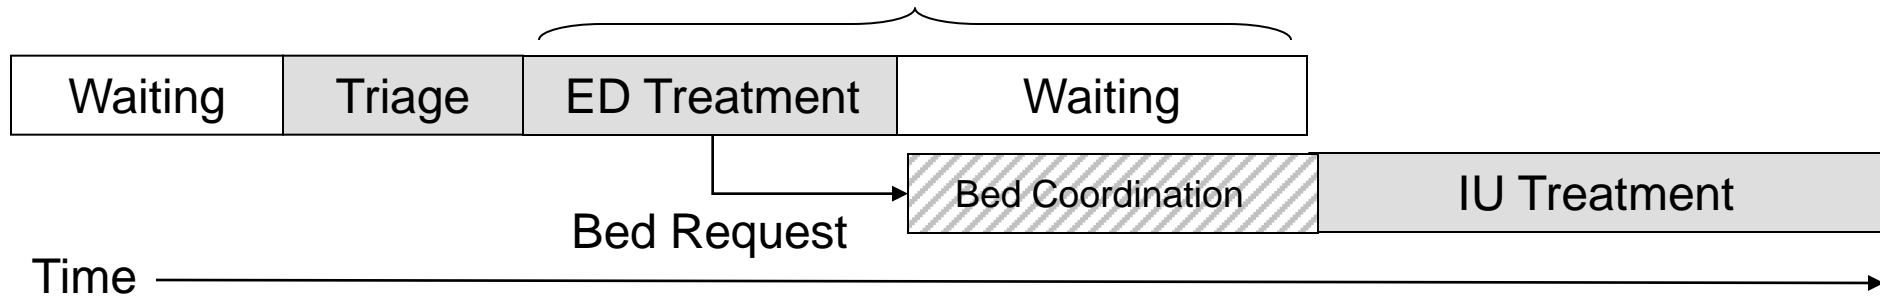 Waiting
Triage
ED Treatment
Waiting
Bed Coordination
IU Treatment
Bed Request
Time